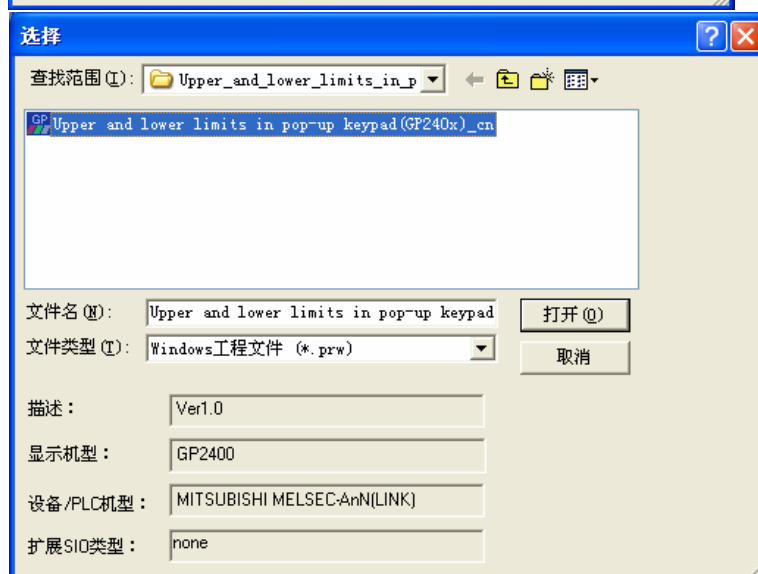 选择
查找范围(I): Upper_and_lower_limits_in_p
GP Upper and lower limits in pop-up keypad(GP240x)_cn
文件名(N): Upper and lower limits in pop-up keypad 打开(O)
文件类型(T): Windows工程文件 (*.prw) 取消
描述： Ver1.0
显示机型： GP2400
设备/PLC机型： MITSUBISHI MELSEC-AnN(LINK)
扩展SIO类型： none